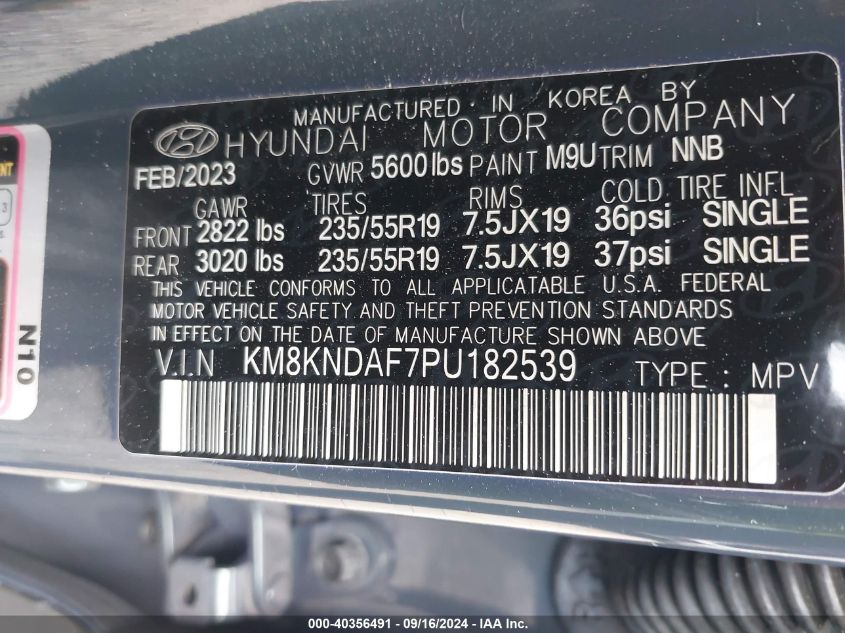 MANUFACTURED IN KOREA BY
HYUNDAI MOTOR COMPANY
FEB/2023 GVWR 5600lbs PAINT M9U TRIM NNB
GAWR TIRES RIMS COLD TIRE INFL
FRONT 2822 lbs 235/55R19 7.5JX19 36psi SINGLE
REAR 3020 lbs 235/55R19 7.5JX19 37psi SINGLE
THIS VEHICLE CONFORMS TO ALL APPLICATABLE U.S.A. FEDERAL
MOTOR VEHICLE SAFETY AND THEFT PREVENTION STANDARDS
IN EFFECT ON THE DATE OF MANUFACTURE SHOWN ABOVE
V.I.N KM8KNDAF7PU182539 TYPE : MPV
N10
000-40356491 - 09/16/2024 - IAA Inc.